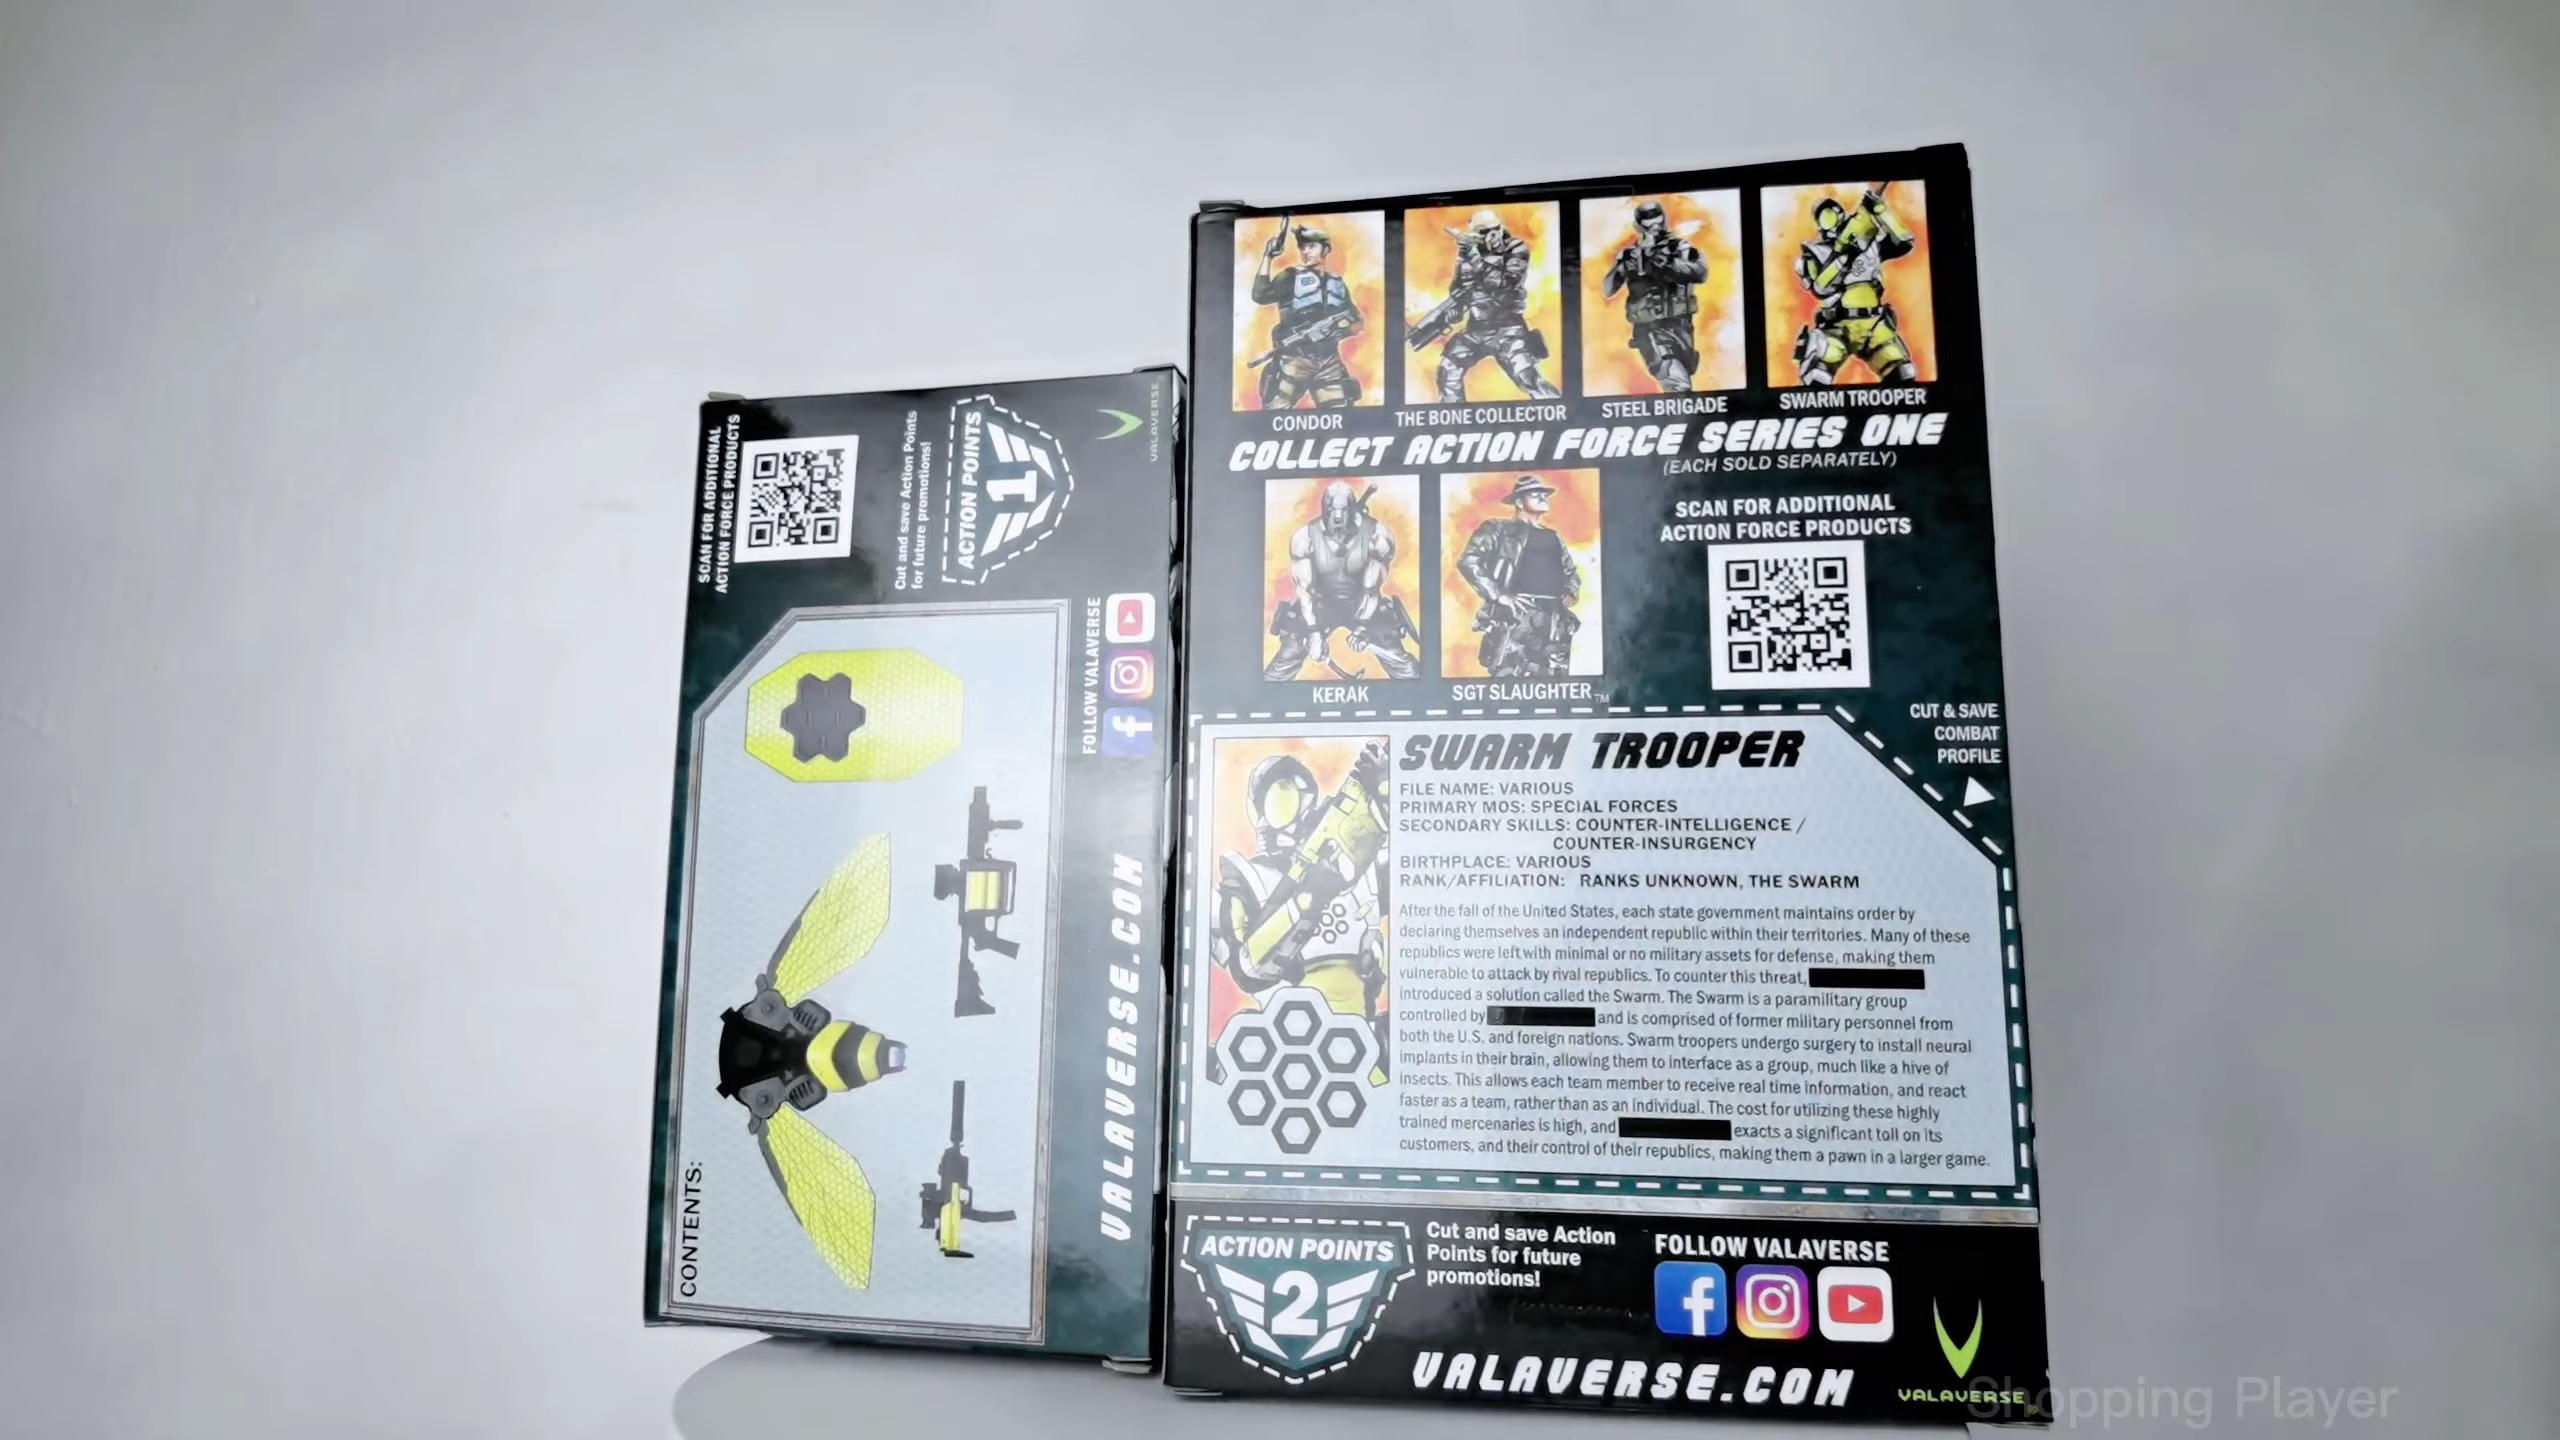 SCAN FOR ADDITIONAL
ACTION FORCE PRODUCTS
Cut and save Action Points
for future promotions!
ACTION POINTS
1
VALAVERSE
FOLLOW VALAVERSE
CONTENTS:
VALAVERSE.COM
CONDOR
THE BONE COLLECTOR
STEEL BRIGADE
SWARM TROOPER
COLLECT ACTION FORCE SERIES ONE
(EACH SOLD SEPARATELY)
KERAK
SGT SLAUGHTER™
SCAN FOR ADDITIONAL
ACTION FORCE PRODUCTS
CUT & SAVE
COMBAT
PROFILE
SWARM TROOPER
FILE NAME: VARIOUS
PRIMARY MOS: SPECIAL FORCES
SECONDARY SKILLS: COUNTER-INTELLIGENCE /
COUNTER-INSURGENCY
BIRTHPLACE: VARIOUS
RANK/AFFILIATION: RANKS UNKNOWN, THE SWARM
After the fall of the United States, each state government maintains order by
declaring themselves an independent republic within their territories. Many of these
republics were left with minimal or no military assets for defense, making them
vulnerable to attack by rival republics. To counter this threat,
introduced a solution called the Swarm. The Swarm is a paramilitary group
controlled by and is comprised of former military personnel from
both the U.S. and foreign nations. Swarm troopers undergo surgery to install neural
implants in their brain, allowing them to interface as a group, much like a hive of
insects. This allows each team member to receive real time information, and react
faster as a team, rather than as an individual. The cost for utilizing these highly
trained mercenaries is high, and exacts a significant toll on its
customers, and their control of their republics, making them a pawn in a larger game.
ACTION POINTS
2
Cut and save Action
Points for future
promotions!
FOLLOW VALAVERSE
VALAVERSE.COM
VALAVERSE
Shopping Player